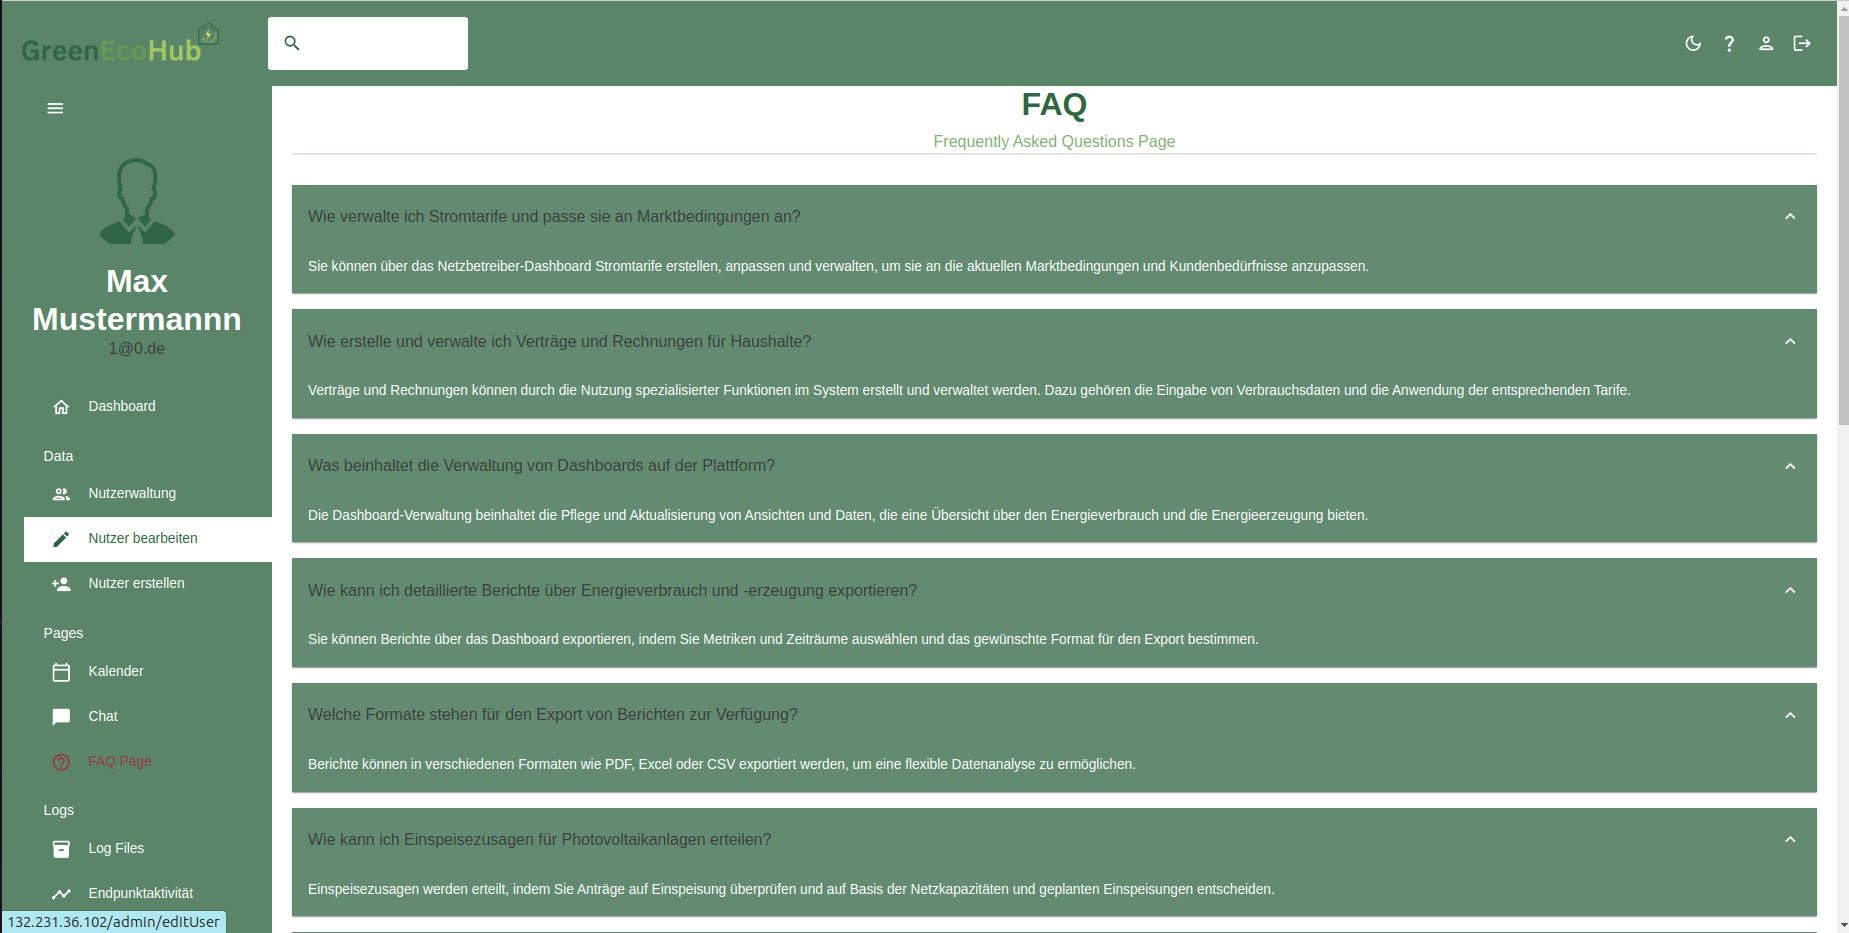 GreenEcoHub
FAQ
Frequently Asked Questions Page
Max
Mustermannn
1@0.de
Dashboard
Data
Nutzerwaltung
Nutzer bearbeiten
Nutzer erstellen
Pages
Kalender
Chat
FAQ Page
Logs
Log Files
Endpunktaktivität
132.231.36.102/admin/editUser
Wie verwalte ich Stromtarife und passe sie an Marktbedingungen an?
Sie können über das Netzbetreiber-Dashboard Stromtarife erstellen, anpassen und verwalten, um sie an die aktuellen Marktbedingungen und Kundenbedürfnisse anzupassen.
Wie erstelle und verwalte ich Verträge und Rechnungen für Haushalte?
Verträge und Rechnungen können durch die Nutzung spezialisierter Funktionen im System erstellt und verwaltet werden. Dazu gehören die Eingabe von Verbrauchsdaten und die Anwendung der entsprechenden Tarife.
Was beinhaltet die Verwaltung von Dashboards auf der Plattform?
Die Dashboard-Verwaltung beinhaltet die Pflege und Aktualisierung von Ansichten und Daten, die eine Übersicht über den Energieverbrauch und die Energieerzeugung bieten.
Wie kann ich detaillierte Berichte über Energieverbrauch und -erzeugung exportieren?
Sie können Berichte über das Dashboard exportieren, indem Sie Metriken und Zeiträume auswählen und das gewünschte Format für den Export bestimmen.
Welche Formate stehen für den Export von Berichten zur Verfügung?
Berichte können in verschiedenen Formaten wie PDF, Excel oder CSV exportiert werden, um eine flexible Datenanalyse zu ermöglichen.
Wie kann ich Einspeisezusagen für Photovoltaikanlagen erteilen?
Einspeisezusagen werden erteilt, indem Sie Anträge auf Einspeisung überprüfen und auf Basis der Netzkapazitäten und geplanten Einspeisungen entscheiden.